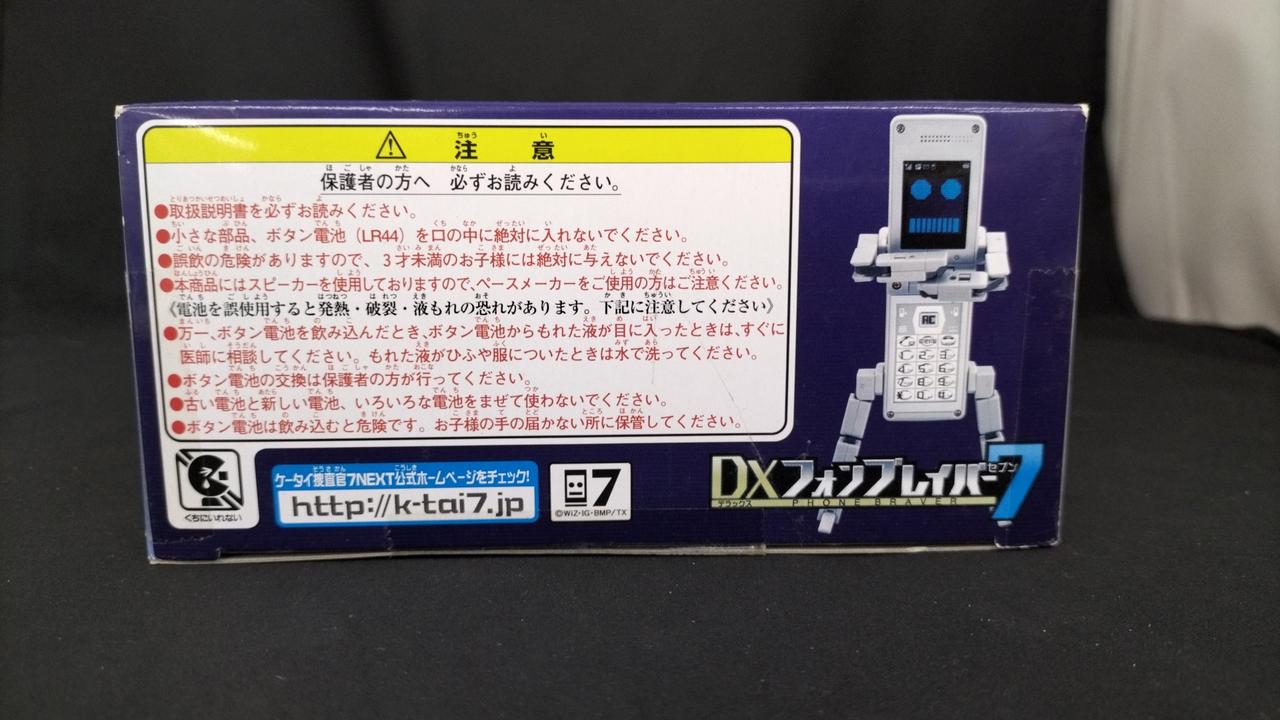 注意
保護者の方へ 必ずお読みください。
●取扱説明書を必ずお読みください。
●小さな部品、ボタン電池（LR44）を口の中に絶対に入れないでください。
●誤飲の危険がありますので、3才未満のお子様には絶対に与えないでください。
●本商品にはスピーカーを使用しておりますので、ペースメーカーをご使用の方はご注意ください。
《電池を誤使用すると発熱・破裂・液もれの恐れがあります。下記に注意してください》
●万一、ボタン電池を飲み込んだとき、ボタン電池からもれた液が目に入ったときは、すぐに
医師に相談してください。もれた液がひふや服についたときは水で洗ってください。
●ボタン電池の交換は保護者の方が行ってください。
●古い電池と新しい電池、いろいろな電池をまぜて使わないでください。
●ボタン電池は飲み込むと危険です。お子様の手の届かない所に保管してください。
くちにいれない
ケータイ捜査官7NEXT公式ホームページをチェック!
http://k-tai7.jp
7
©WiZ・IG・BMP/TX
AC
DXフォンブレイバー7
デラックス
セブン
PHONE BRAVER